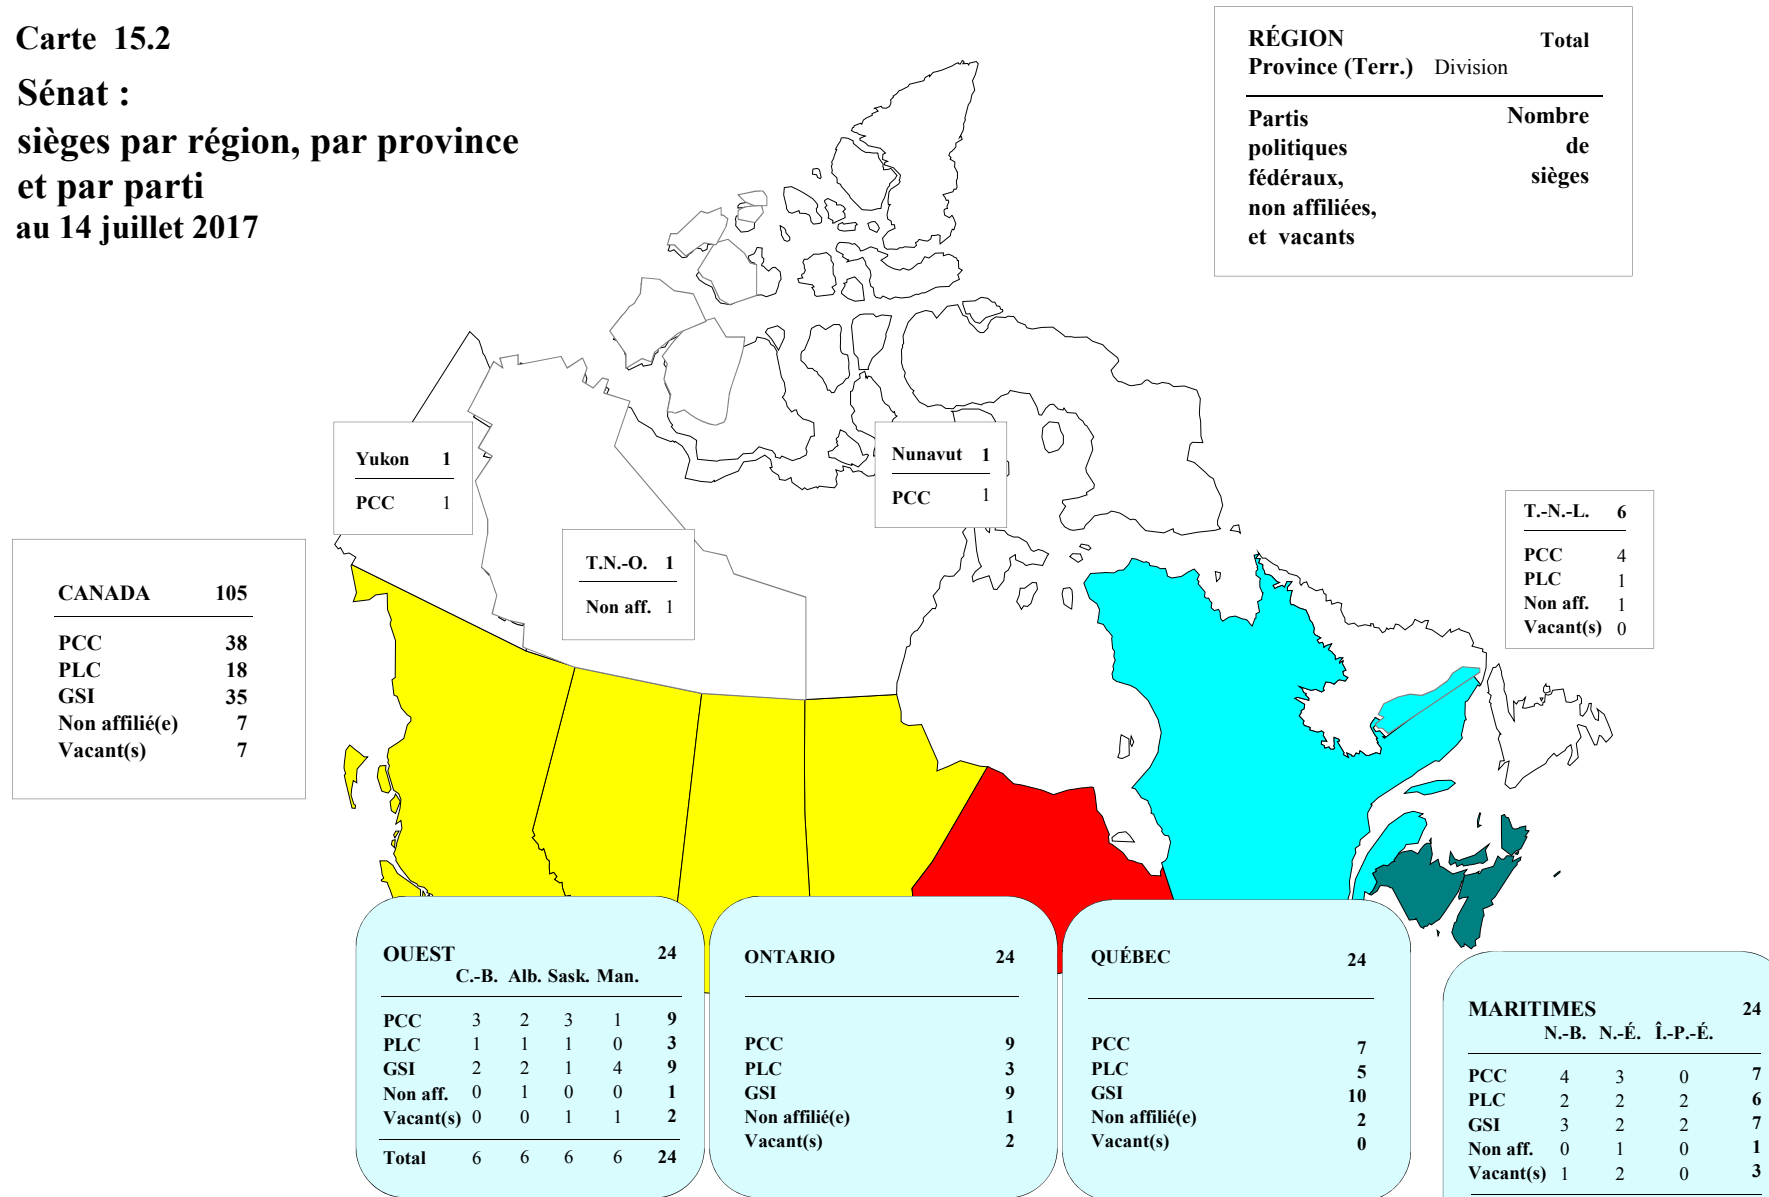 Carte 15.2
Sénat :
sièges par région, par province
et par parti
au 14 juillet 2017
RÉGION Total
Province (Terr.) Division
Partis Nombre
politiques de
fédéraux, sièges
non affiliées,
et vacants
Yukon 1
PCC 1
Nunavut 1
PCC 1
T.N.-O. 1
Non aff. 1
T.-N.-L. 6
PCC 4
PLC 1
Non aff. 1
Vacant(s) 0
CANADA 105
PCC 38
PLC 18
GSI 35
Non affilié(e) 7
Vacant(s) 7
OUEST 24
C.-B. Alb. Sask. Man.
PCC 3 2 3 1 9
PLC 1 1 1 0 3
GSI 2 2 1 4 9
Non aff. 0 1 0 0 1
Vacant(s) 0 0 1 1 2
Total 6 6 6 6 24
ONTARIO 24
PCC 9
PLC 3
GSI 9
Non affilié(e) 1
Vacant(s) 2
QUÉBEC 24
PCC 7
PLC 5
GSI 10
Non affilié(e) 2
Vacant(s) 0
MARITIMES 24
N.-B. N.-É. Î.-P.-É.
PCC 4 3 0 7
PLC 2 2 2 6
GSI 3 2 2 7
Non aff. 0 1 0 1
Vacant(s) 1 2 0 3